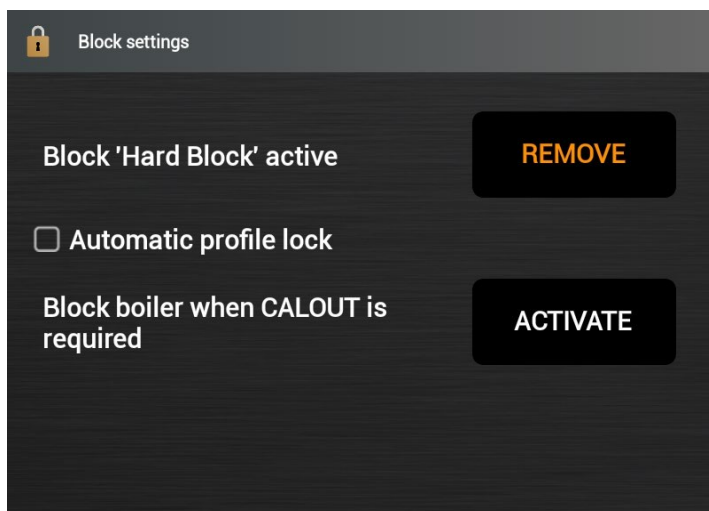 Block settings
Block 'Hard Block' active
REMOVE
Automatic profile lock
Block boiler when CALOUT is
required
ACTIVATE